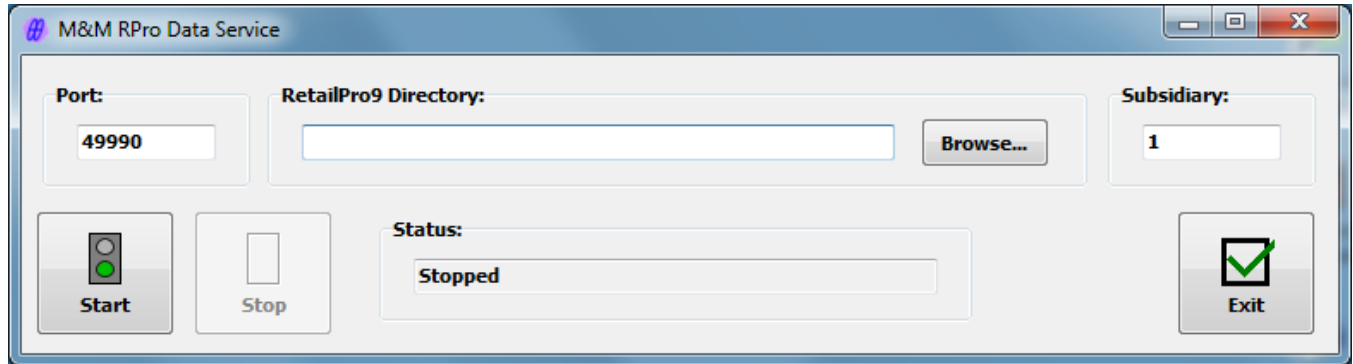 M&M RPro Data Service
Port:
RetailPro9 Directory:
Subsidiary:
49990
Browse...
1
Status:
Stopped
Start
Stop
Exit